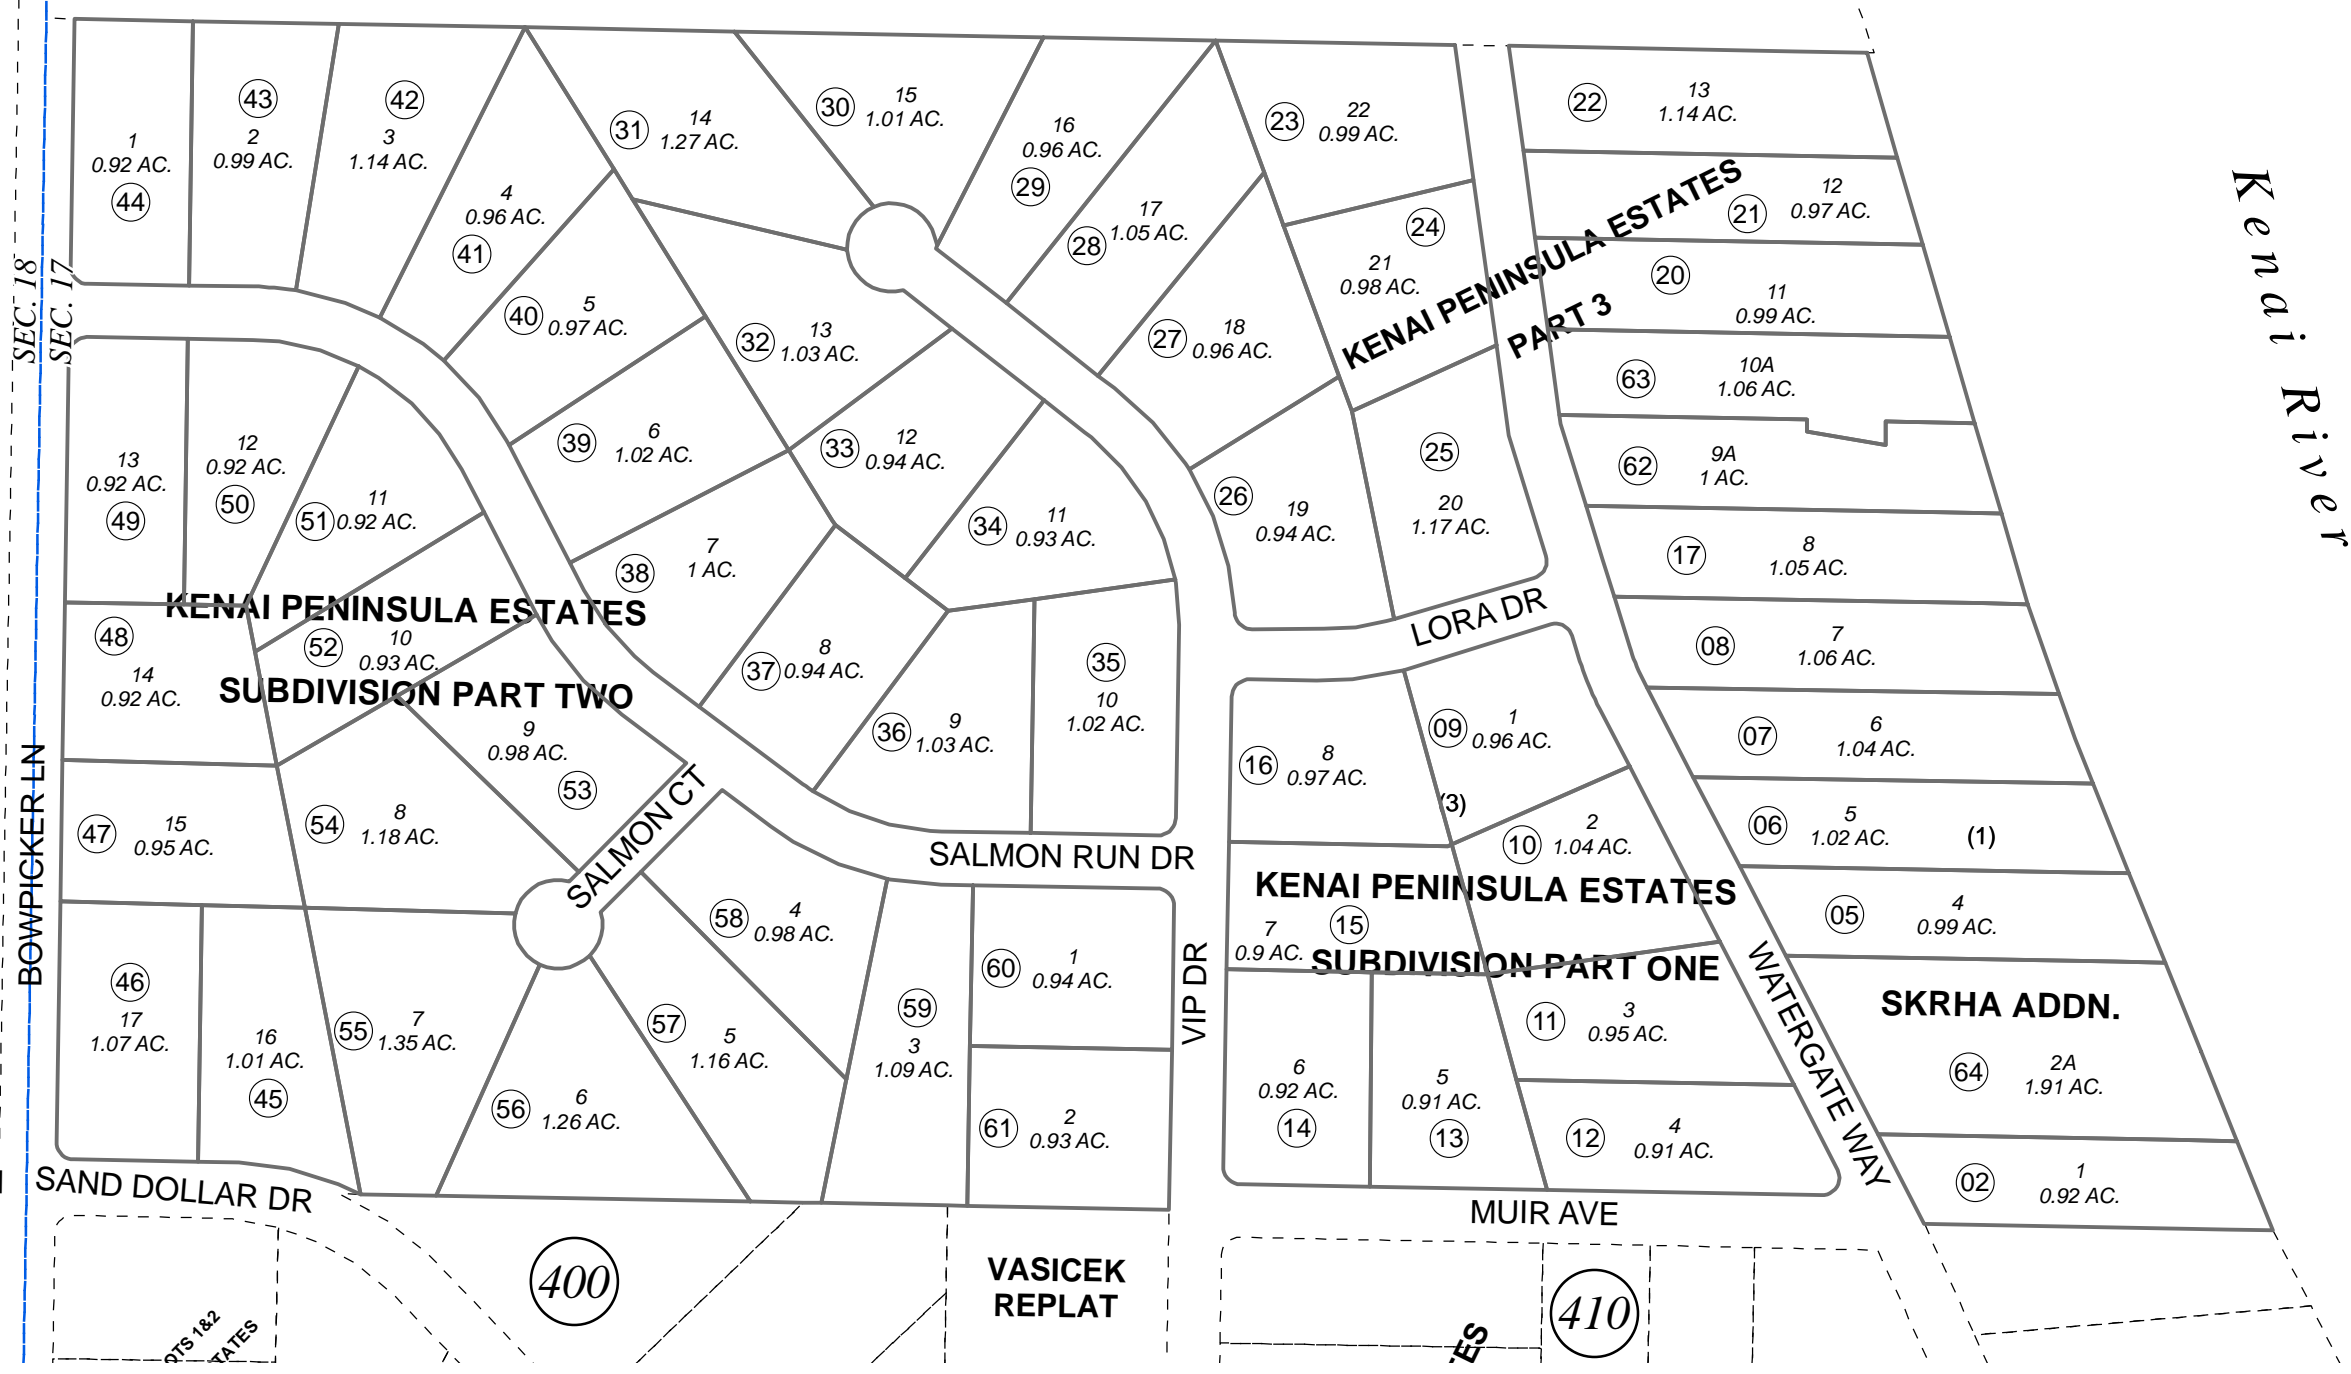 1
0.92 AC.
44
43
2
0.99 AC.
42
3
1.14 AC.
4
0.96 AC.
41
31
14
1.27 AC.
30
15
1.01 AC.
16
0.96 AC.
29
17
1.05 AC.
28
23
22
0.99 AC.
22
13
1.14 AC.
12
0.97 AC.
21
24
21
0.98 AC.
20
11
0.99 AC.
KENAI PENINSULA ESTATES
PART 3
Kenai River
SEC. 18
SEC. 17
40
5
0.97 AC.
32
13
1.03 AC.
27
18
0.96 AC.
63
10A
1.06 AC.
62
9A
1 AC.
13
0.92 AC.
49
12
0.92 AC.
50
11
0.92 AC.
51
39
6
1.02 AC.
33
12
0.94 AC.
34
11
0.93 AC.
26
19
0.94 AC.
25
20
1.17 AC.
17
8
1.05 AC.
38
7
1 AC.
KENAI PENINSULA ESTATES
SUBDIVISION PART TWO
48
14
0.92 AC.
52
10
0.93 AC.
37
8
0.94 AC.
36
9
1.03 AC.
35
10
1.02 AC.
LORA DR
08
7
1.06 AC.
09
1
0.96 AC.
07
6
1.04 AC.
16
8
0.97 AC.
(3)
9
0.98 AC.
53
47
15
0.95 AC.
54
8
1.18 AC.
BOWPICKER LN
SALMON CT
SALMON RUN DR
10
2
1.04 AC.
06
5
1.02 AC.
(1)
KENAI PENINSULA ESTATES
SUBDIVISION PART ONE
7
0.9 AC.
15
05
4
0.99 AC.
58
4
0.98 AC.
60
1
0.94 AC.
VIP DR
WATERGATE WAY
SKRHA ADDN.
64
2A
1.91 AC.
46
17
1.07 AC.
16
1.01 AC.
45
55
7
1.35 AC.
57
5
1.16 AC.
59
3
1.09 AC.
56
6
1.26 AC.
61
2
0.93 AC.
6
0.92 AC.
14
5
0.91 AC.
13
11
3
0.95 AC.
12
4
0.91 AC.
02
1
0.92 AC.
SAND DOLLAR DR
MUIR AVE
400
VASICEK
REPLAT
410
OTS 1&2
TATES
TES